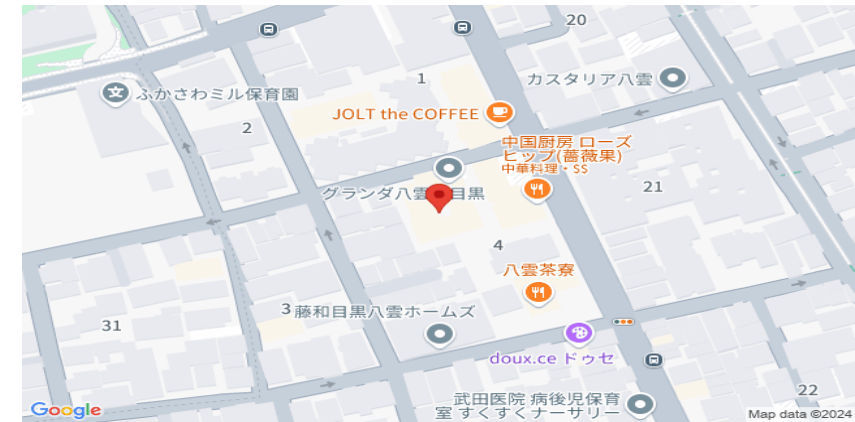 20
カスタリア八雲
1
ふかさわミル保育園
JOLT the COFFEE
2
中国厨房 ローズ
ヒップ(薔薇果)
中華料理・$$
グランダ八雲
目黒
21
4
八雲茶寮
3
藤和目黒八雲ホームズ
31
doux.ce ドゥセ
武田医院 病後児保育
室 すくすくナーサリー
22
Google
Map data ©2024